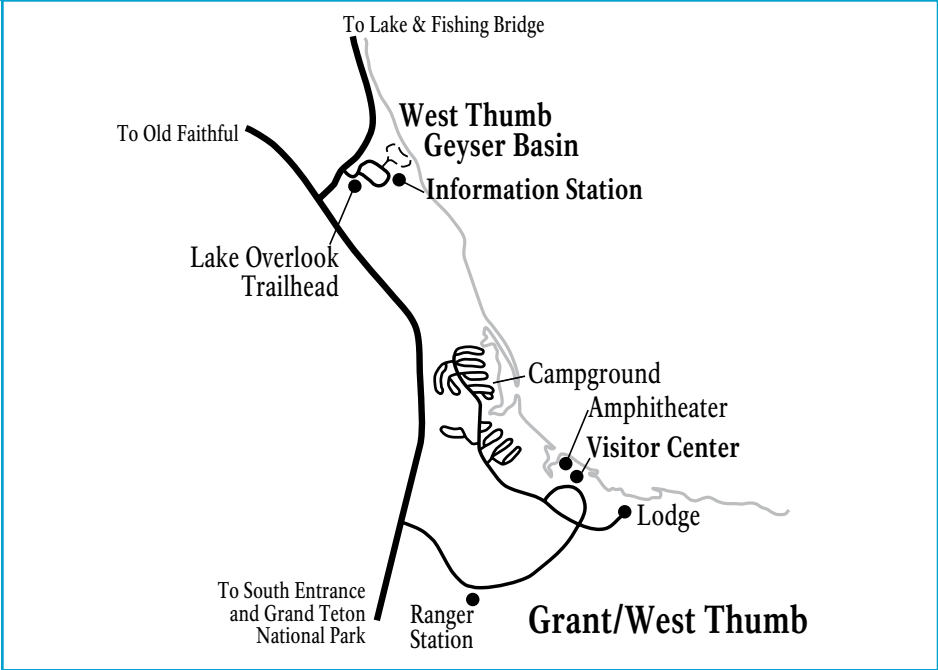 To Lake & Fishing Bridge
West Thumb
Geyser Basin
To Old Faithful
Information Station
Lake Overlook
Trailhead
Campground
Amphitheater
Visitor Center
Lodge
To South Entrance
and Grand Teton
National Park
Ranger
Station
Grant/West Thumb